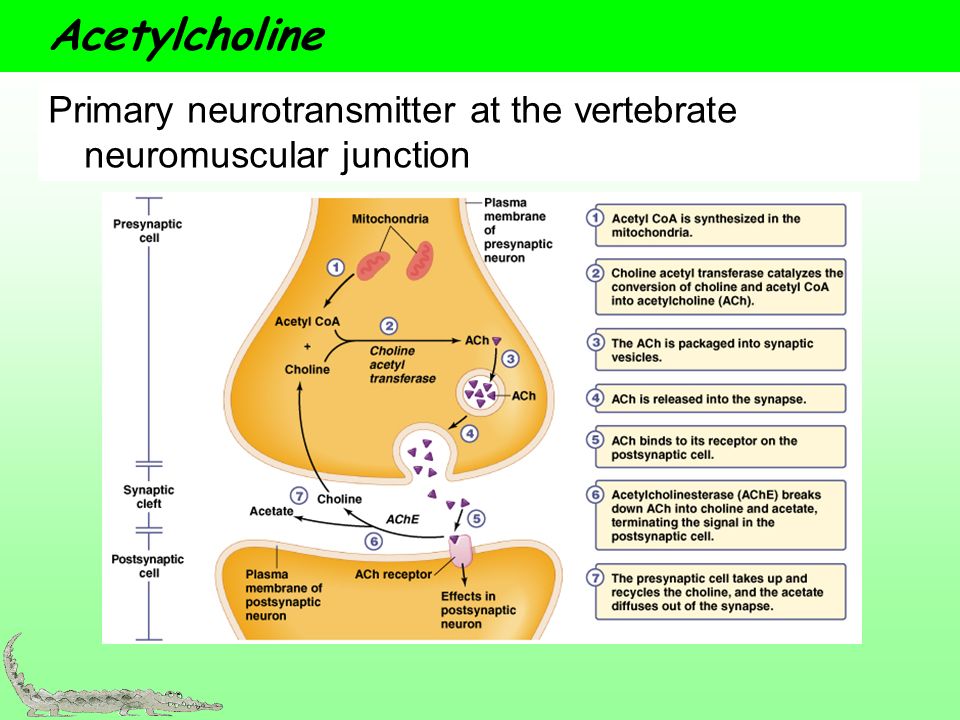 Acetylcholine
Primary neurotransmitter at the vertebrate
neuromuscular junction
Presynaptic
cell
Synaptic
cleft
Postsynaptic
cell
Mitochondria
Plasma
membrane
of
presynaptic
neuron
1
Acetyl CoA
+
Choline
2
Choline
acetyl
transferase
ACh
3
ACh
4
7
Choline
Acetate
AChE
5
6
Plasma
membrane of
postsynaptic
neuron
ACh receptor
Effects in
postsynaptic
neuron
1 Acetyl CoA is synthesized in the
mitochondria.
2 Choline acetyl transferase catalyzes the
conversion of choline and acetyl CoA
into acetylcholine (ACh).
3 The ACh is packaged into synaptic
vesicles.
4 ACh is released into the synapse.
5 ACh binds to its receptor on the
postsynaptic cell.
6 Acetylcholinesterase (AChE) breaks
down ACh into choline and acetate,
terminating the signal in the
postsynaptic cell.
7 The presynaptic cell takes up and
recycles the choline, and the acetate
diffuses out of the synapse.